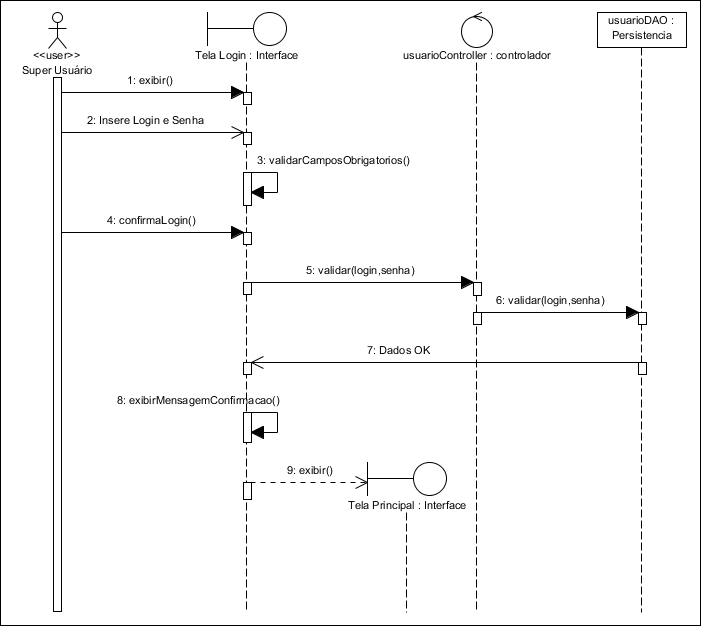 usuarioDAO :
Persistencia
<<user>>
Super Usuário
Tela Login : Interface
usuarioController : controlador
1: exibir()
2: Insere Login e Senha
3: validarCamposObrigatorios()
4: confirmaLogin()
5: validar(login,senha)
6: validar(login,senha)
7: Dados OK
8: exibirMensagemConfirmacao()
9: exibir()
Tela Principal : Interface